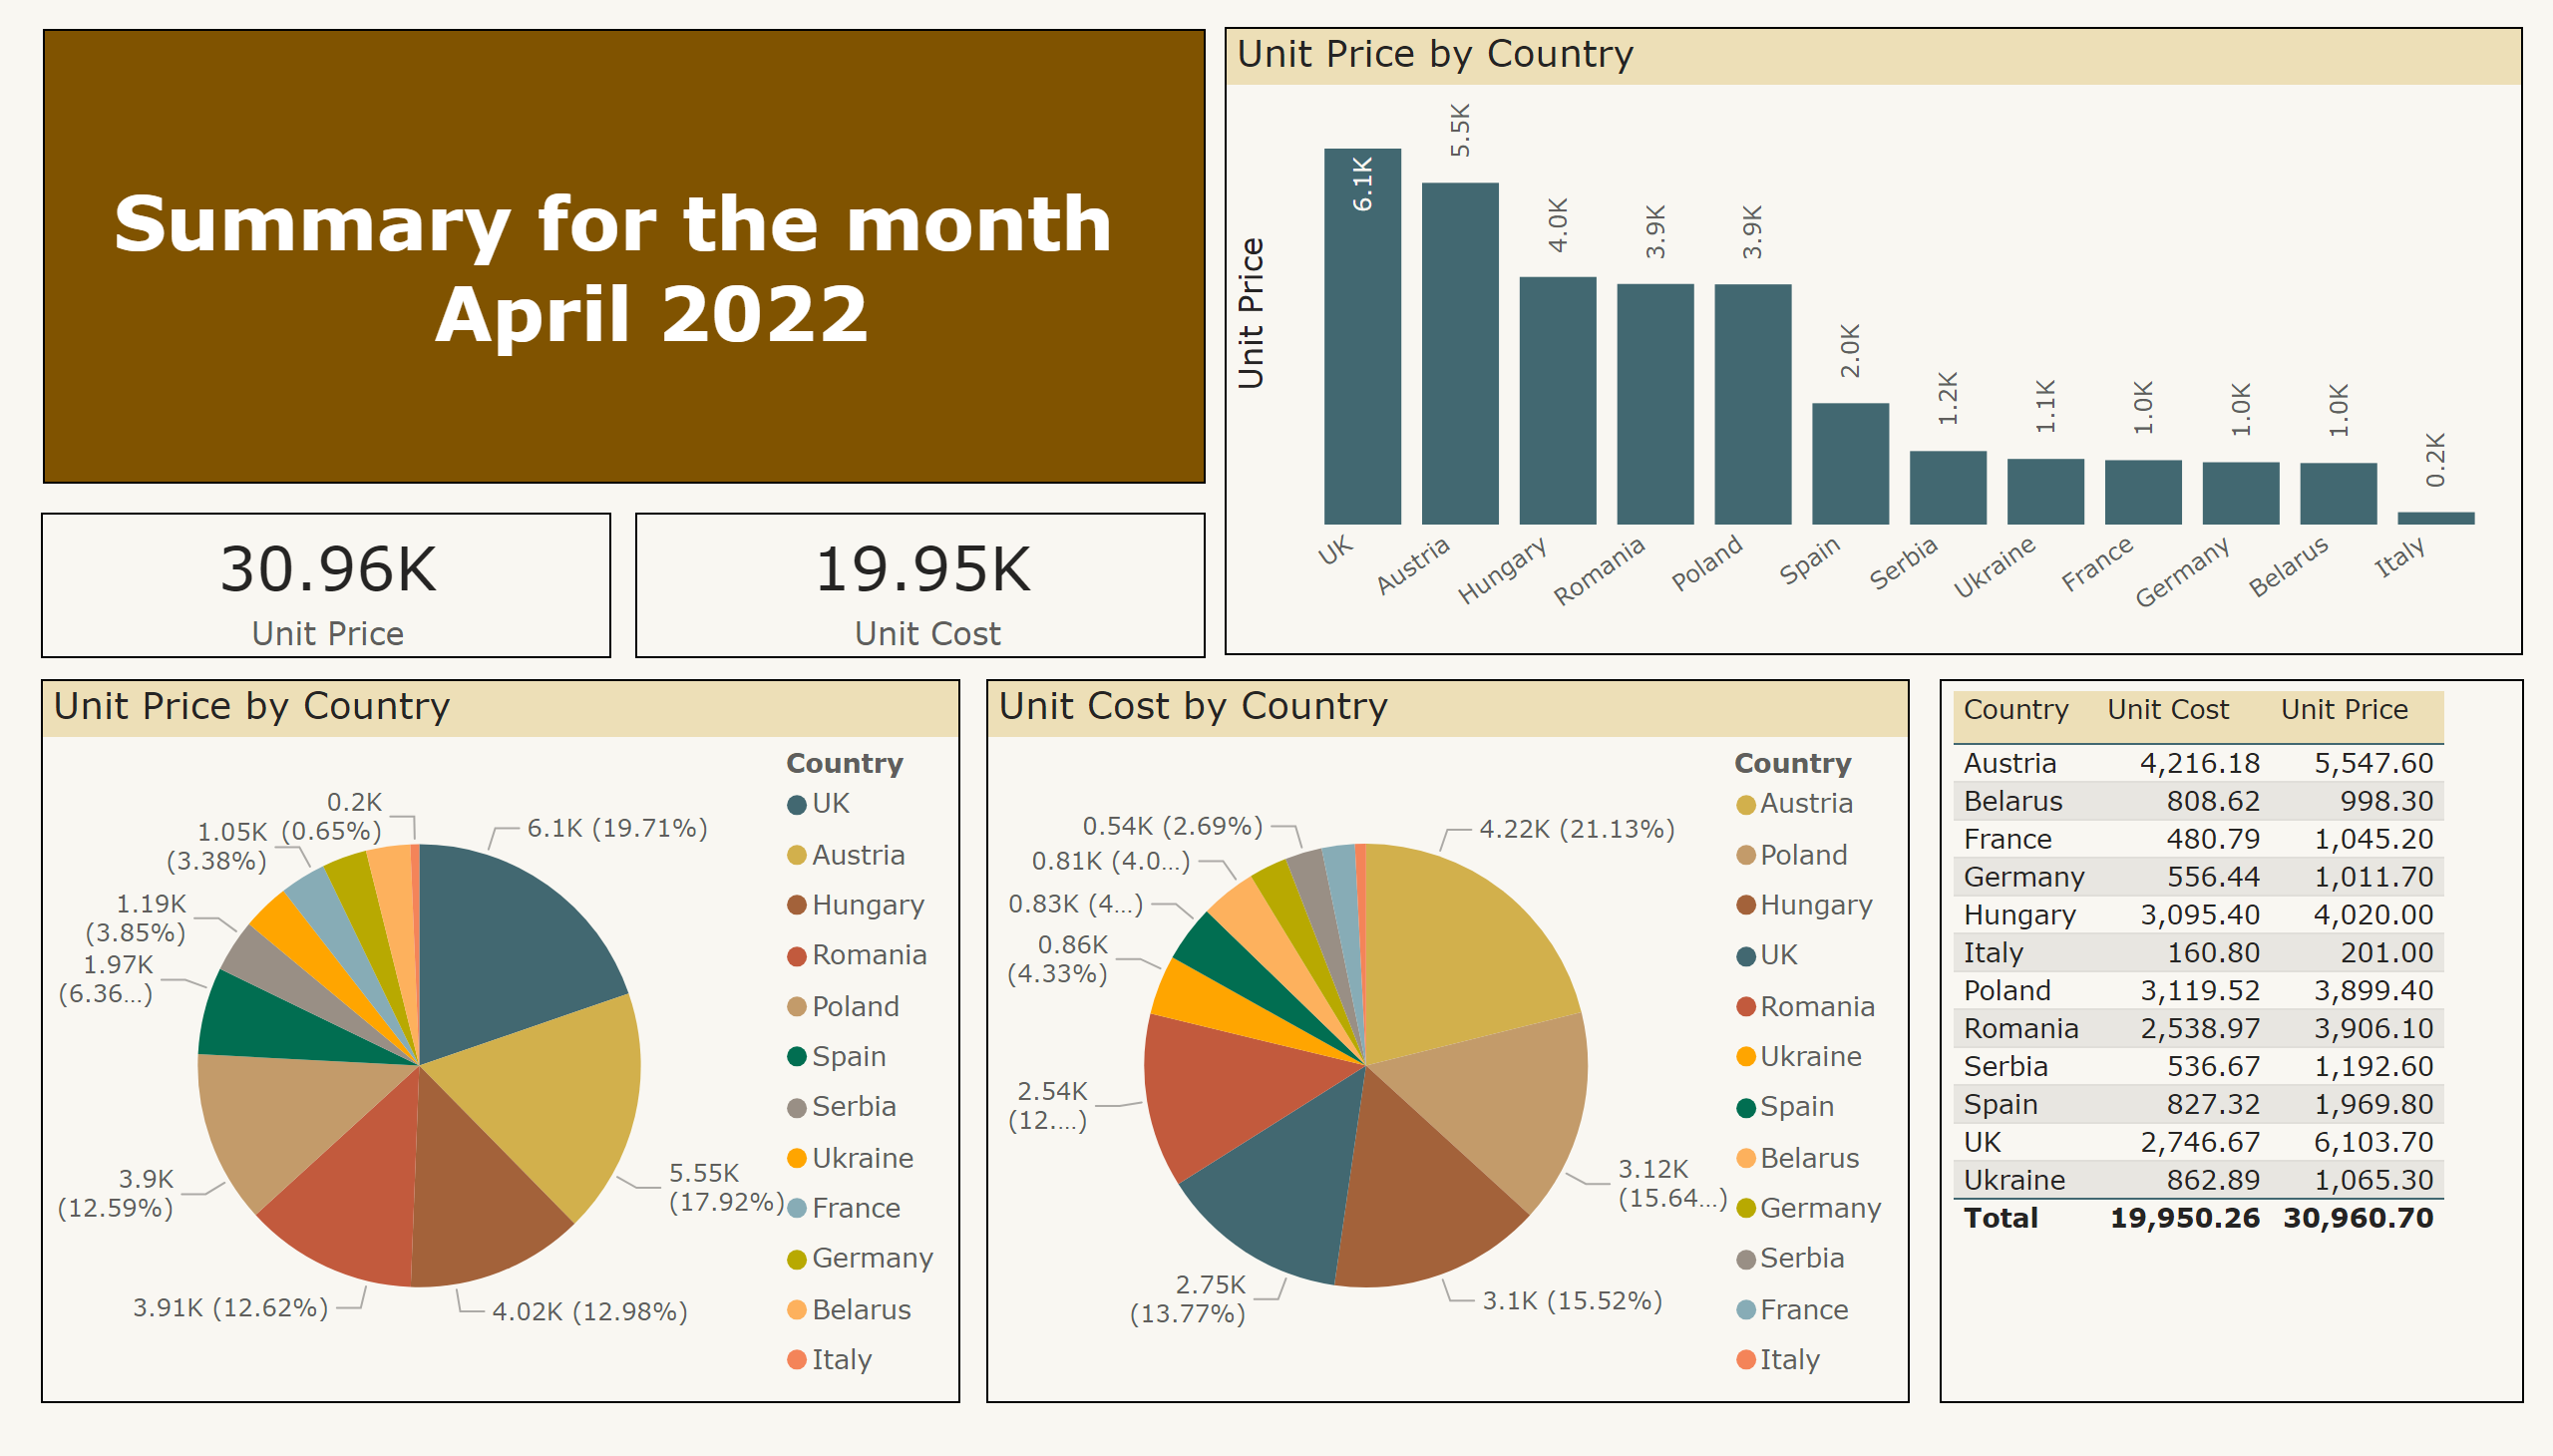 Summary for the month
April 2022
30.96K
Unit Price
19.95K
Unit Cost
Unit Price by Country
Unit Price
6.1K
5.5K
4.0K
3.9K
3.9K
2.0K
1.2K
1.1K
1.0K
1.0K
1.0K
0.2K
UK
Austria
Hungary
Romania
Poland
Spain
Serbia
Ukraine
France
Germany
Belarus
Italy
Unit Price by Country
0.2K
(0.65%)
1.05K
(3.38%)
1.19K
(3.85%)
1.97K
(6.36...)
3.9K
(12.59%)
3.91K (12.62%)
4.02K (12.98%)
5.55K
(17.92%)
6.1K (19.71%)
Country
UK
Austria
Hungary
Romania
Poland
Spain
Serbia
Ukraine
France
Germany
Belarus
Italy
Unit Cost by Country
0.54K (2.69%)
0.81K (4.0...)
0.83K (4...)
0.86K
(4.33%)
2.54K
(12....)
2.75K
(13.77%)
3.1K (15.52%)
3.12K
(15.64...)
4.22K (21.13%)
Country
Austria
Poland
Hungary
UK
Romania
Ukraine
Spain
Belarus
Germany
Serbia
France
Italy
Country Unit Cost Unit Price
Austria 4,216.18 5,547.60
Belarus 808.62 998.30
France 480.79 1,045.20
Germany 556.44 1,011.70
Hungary 3,095.40 4,020.00
Italy 160.80 201.00
Poland 3,119.52 3,899.40
Romania 2,538.97 3,906.10
Serbia 536.67 1,192.60
Spain 827.32 1,969.80
UK 2,746.67 6,103.70
Ukraine 862.89 1,065.30
Total 19,950.26 30,960.70